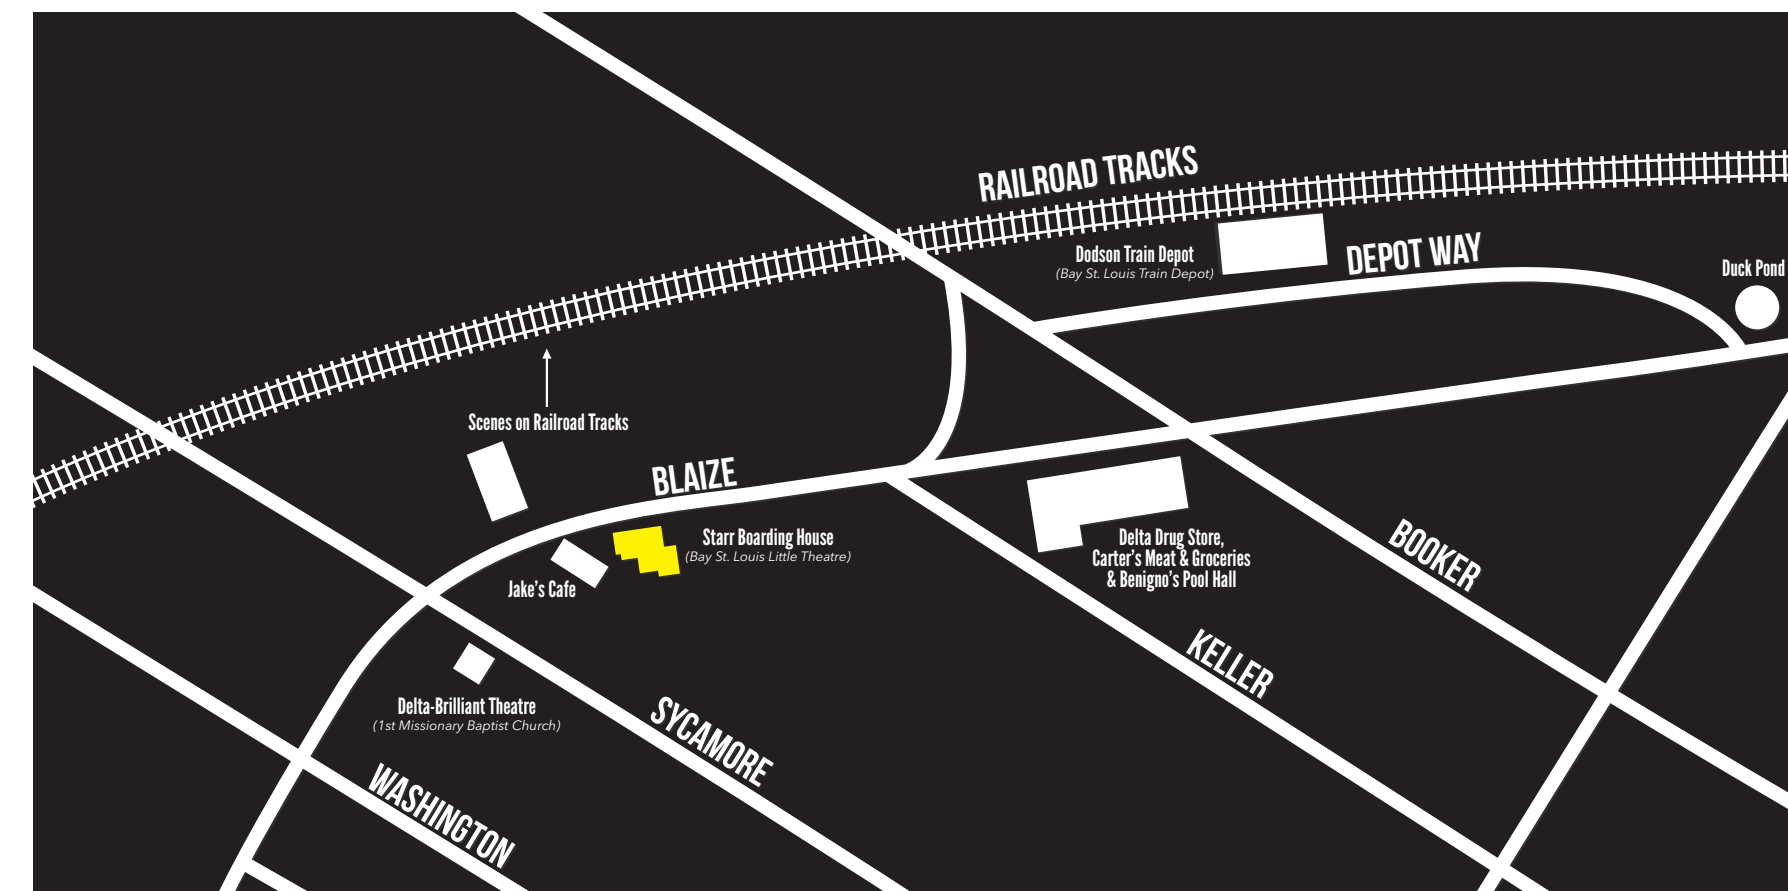 RAILROAD TRACKS
Dodson Train Depot
(Bay St. Louis Train Depot)
DEPOT WAY
Duck Pond
Scenes on Railroad Tracks
BLAIZE
Starr Boarding House
(Bay St. Louis Little Theatre)
Jake's Cafe
Delta Drug Store,
Carter's Meat & Groceries
& Benigno's Pool Hall
BOOKER
KELLER
Delta-Brilliant Theatre
(1st Missionary Baptist Church)
SYCAMORE
WASHINGTON